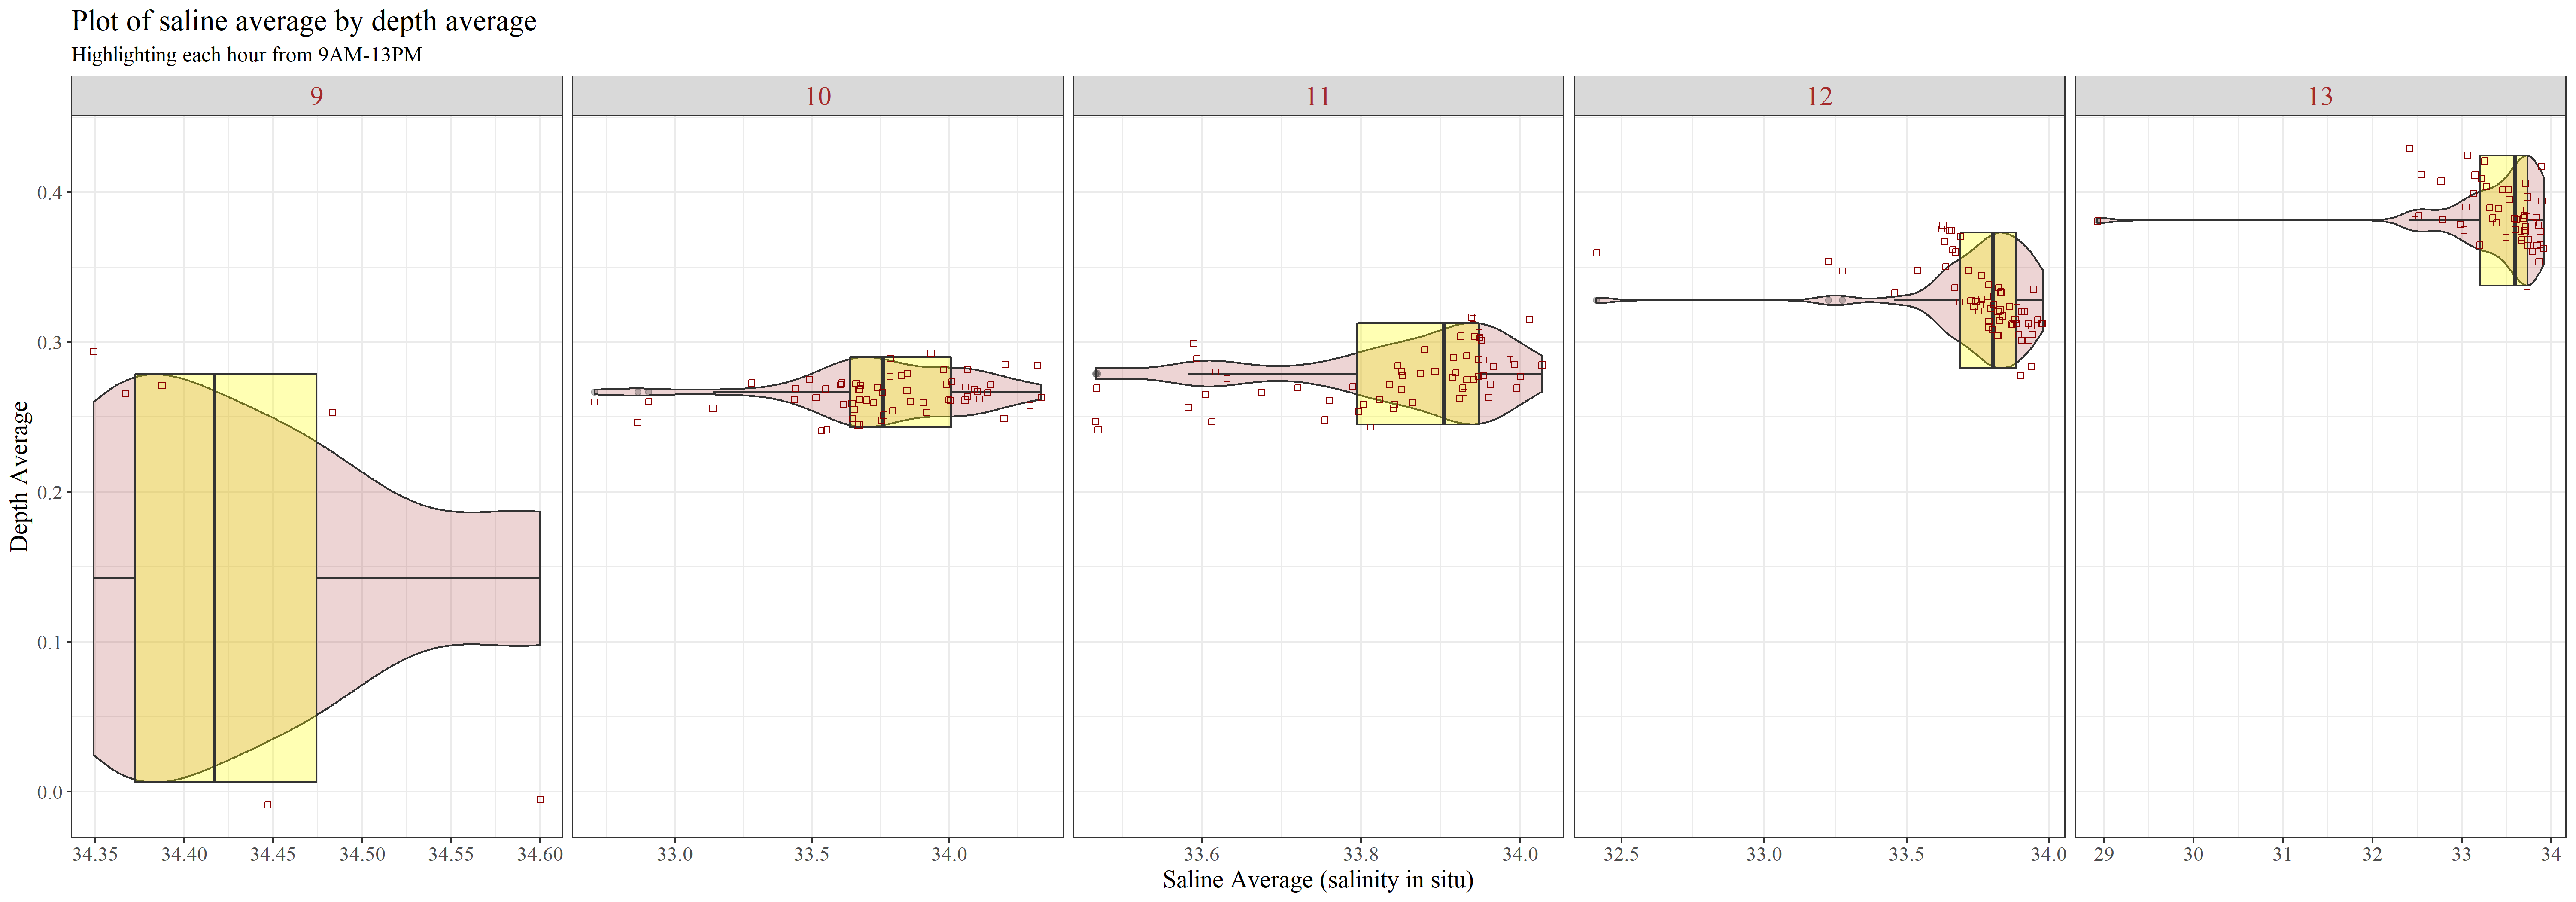 Plot of saline average by depth average
Highlighting each hour from 9AM-13PM
9 10 11 12 13
0.4
0.3
0.2
0.1
0.0
Depth Average
34.35 34.40 34.45 34.50 34.55 34.60 33.0 33.5 34.0 33.6 33.8 34.0 32.5 33.0 33.5 34.0 29 30 31 32 33 34
Saline Average (salinity in situ)